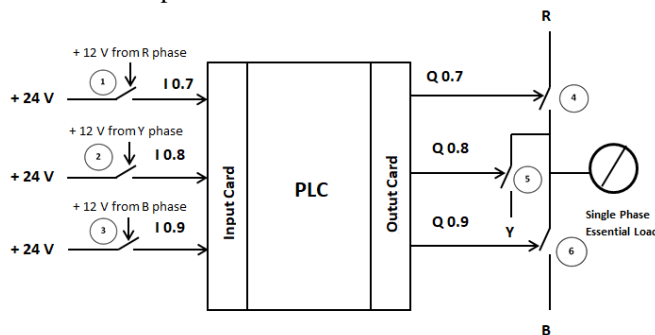 R
+ 12 V from R phase
1
I 0.7
+ 24 V
Q 0.7
4
+ 12 V from Y phase
2
I 0.8
+ 24 V
Input Card
PLC
Outut Card
Q 0.8
5
+ 12 V from B phase
3
I 0.9
+ 24 V
Q 0.9
Y
6
Single Phase
Essential Load
B